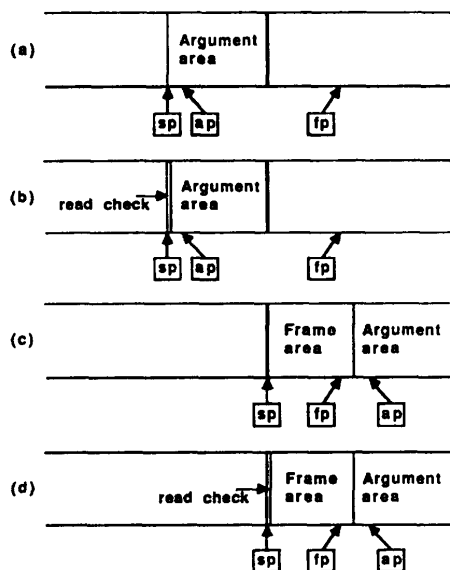 (a)
Argument
area
sp
ap
fp
(b)
read check
Argument
area
sp
ap
fp
(c)
Frame
area
Argument
area
sp
fp
ap
(d)
read check
Frame
area
Argument
area
sp
fp
ap